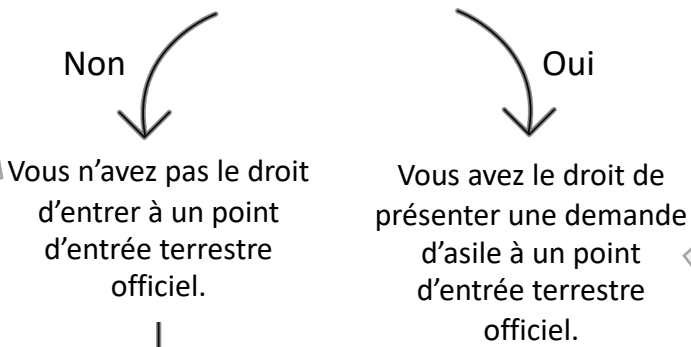 Non
Oui
Vous n’avez pas le droit
d’entrer à un point
d’entrée terrestre
officiel.
Vous avez le droit de
présenter une demande
d’asile à un point
d’entrée terrestre
officiel.